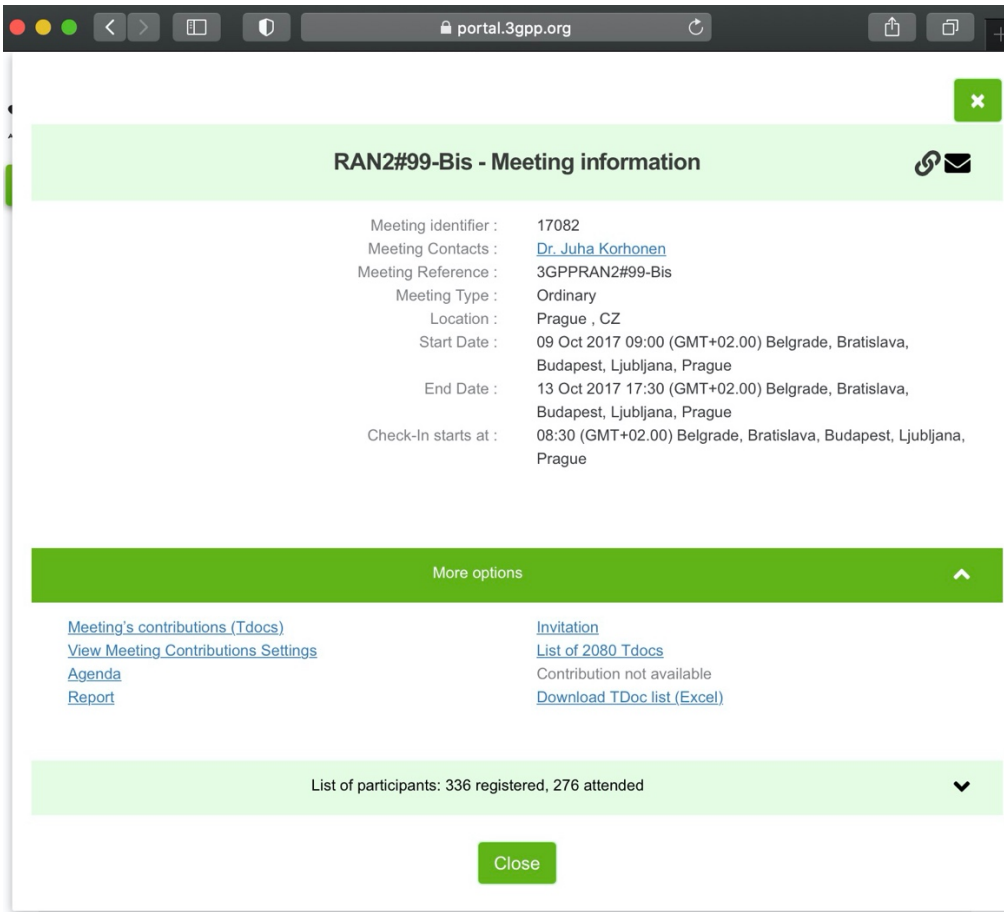 portal.3gpp.org
RAN2#99-Bis - Meeting information
Meeting identifier : 17082
Meeting Contacts : Dr. Juha Korhonen
Meeting Reference : 3GPPRAN2#99-Bis
Meeting Type : Ordinary
Location : Prague , CZ
Start Date : 09 Oct 2017 09:00 (GMT+02.00) Belgrade, Bratislava,
Budapest, Ljubljana, Prague
End Date : 13 Oct 2017 17:30 (GMT+02.00) Belgrade, Bratislava,
Budapest, Ljubljana, Prague
Check-In starts at : 08:30 (GMT+02.00) Belgrade, Bratislava, Budapest, Ljubljana,
Prague
More options
Meeting's contributions (Tdocs) Invitation
View Meeting Contributions Settings List of 2080 Tdocs
Agenda Contribution not available
Report Download TDoc list (Excel)
List of participants: 336 registered, 276 attended
Close